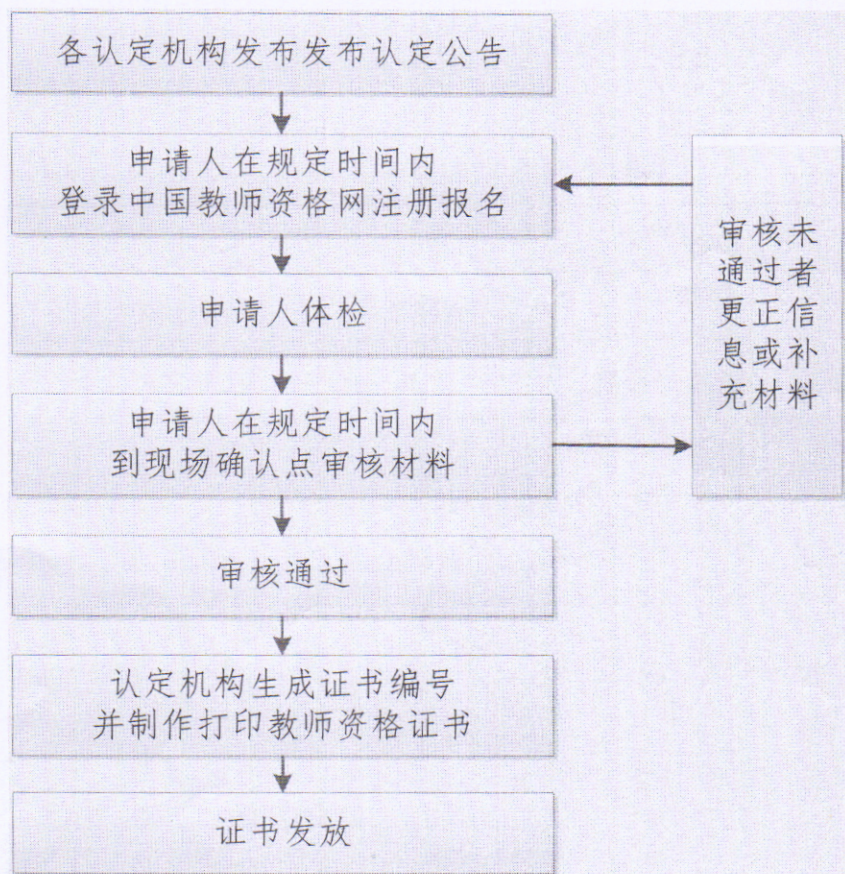 各认定机构发布发布认定公告
申请人在规定时间内
登录中国教师资格网注册报名
申请人体检
申请人在规定时间内
到现场确认点审核材料
审核通过
认定机构生成证书编号
并制作打印教师资格证书
证书发放
审核未
通过者
更正信
息或补
充材料